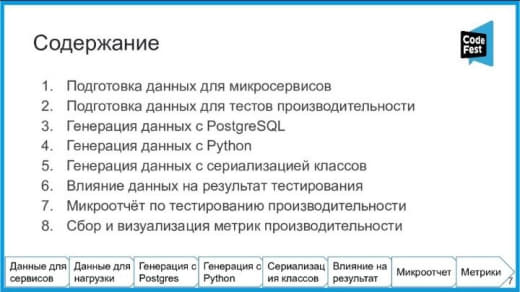 Содержание
Code
Fest
1. Подготовка данных для микросервисов
2. Подготовка данных для тестов производительности
3. Генерация данных с PostgreSQL
4. Генерация данных с Python
5. Генерация данных с сериализацией классов
6. Влияние данных на результат тестирования
7. Микроотчёт по тестированию производительности
8. Сбор и визуализация метрик производительности
Данные для
сервисов
Данные для
нагрузки
Генерация с
Postgres
Генерация с
Python
Сериализац
ия классов
Влияние на
результат
Микроотчет
Метрики
7